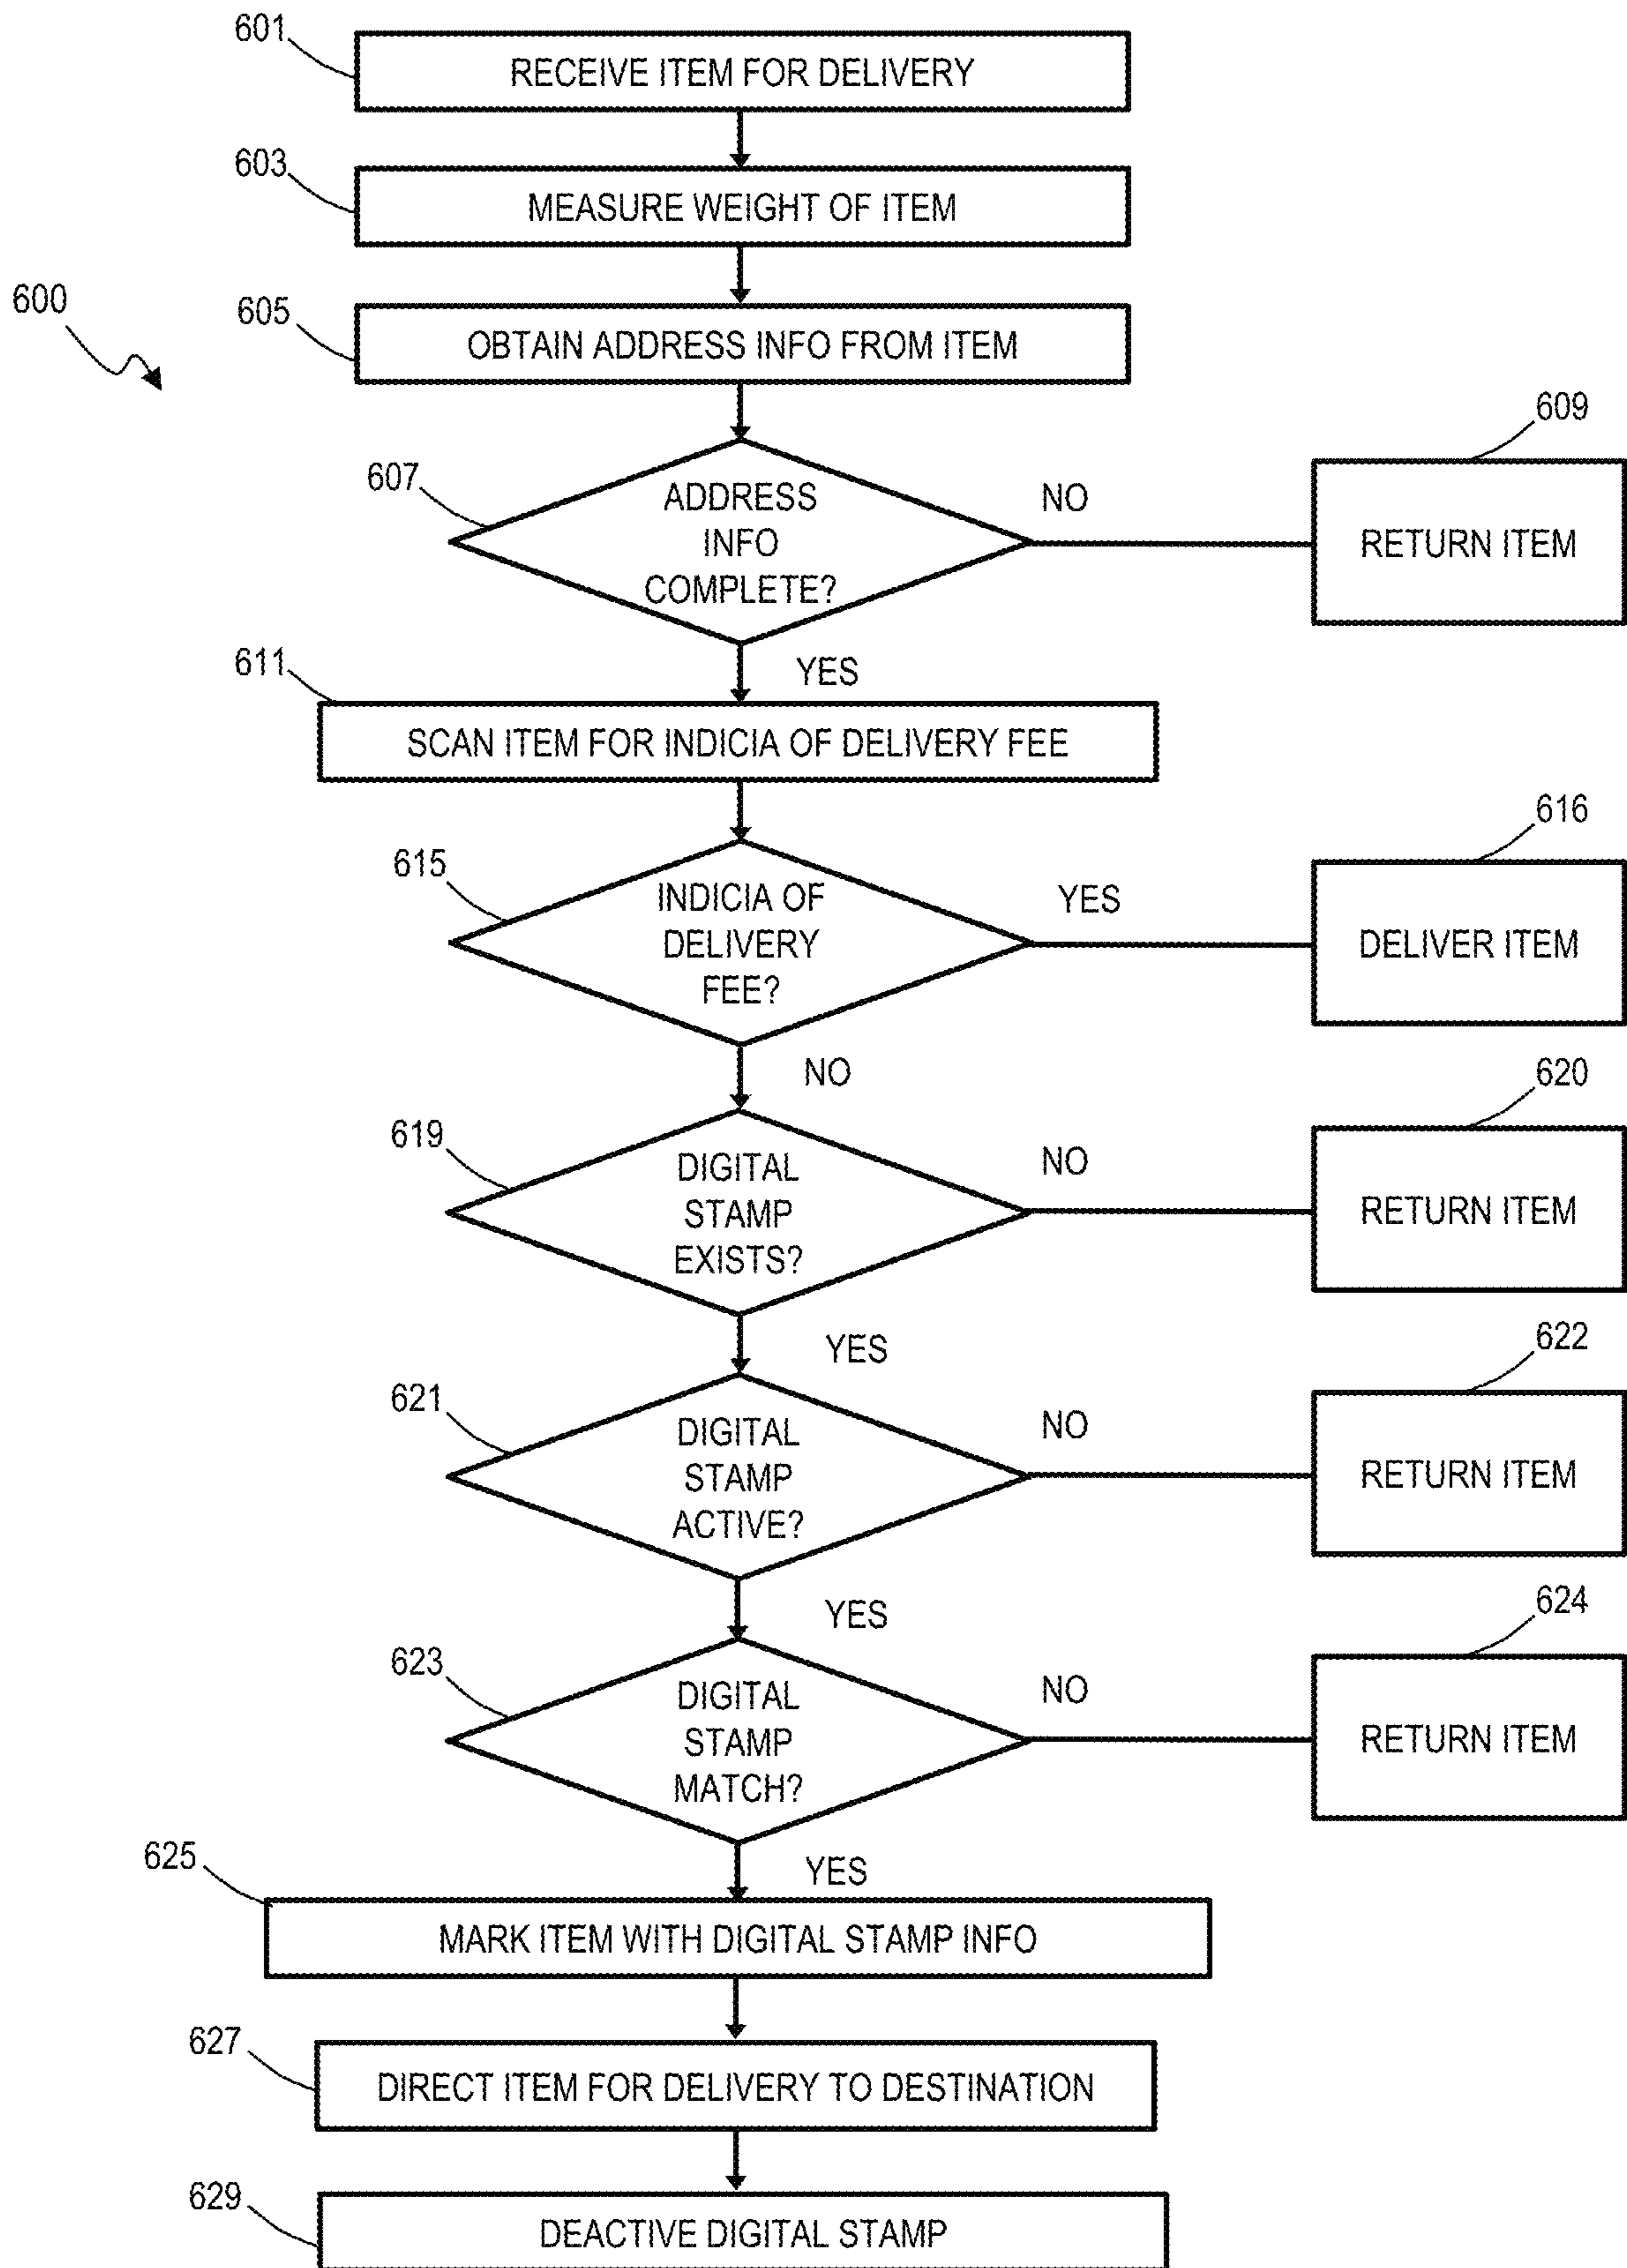 601
RECEIVE ITEM FOR DELIVERY
603
MEASURE WEIGHT OF ITEM
600
605
OBTAIN ADDRESS INFO FROM ITEM
607
ADDRESS
INFO
COMPLETE?
NO
609
RETURN ITEM
YES
611
SCAN ITEM FOR INDICIA OF DELIVERY FEE
615
INDICIA OF
DELIVERY
FEE?
YES
616
DELIVER ITEM
NO
619
DIGITAL
STAMP
EXISTS?
NO
620
RETURN ITEM
YES
621
DIGITAL
STAMP
ACTIVE?
NO
622
RETURN ITEM
YES
623
DIGITAL
STAMP
MATCH?
NO
624
RETURN ITEM
YES
625
MARK ITEM WITH DIGITAL STAMP INFO
627
DIRECT ITEM FOR DELIVERY TO DESTINATION
629
DEACTIVE DIGITAL STAMP